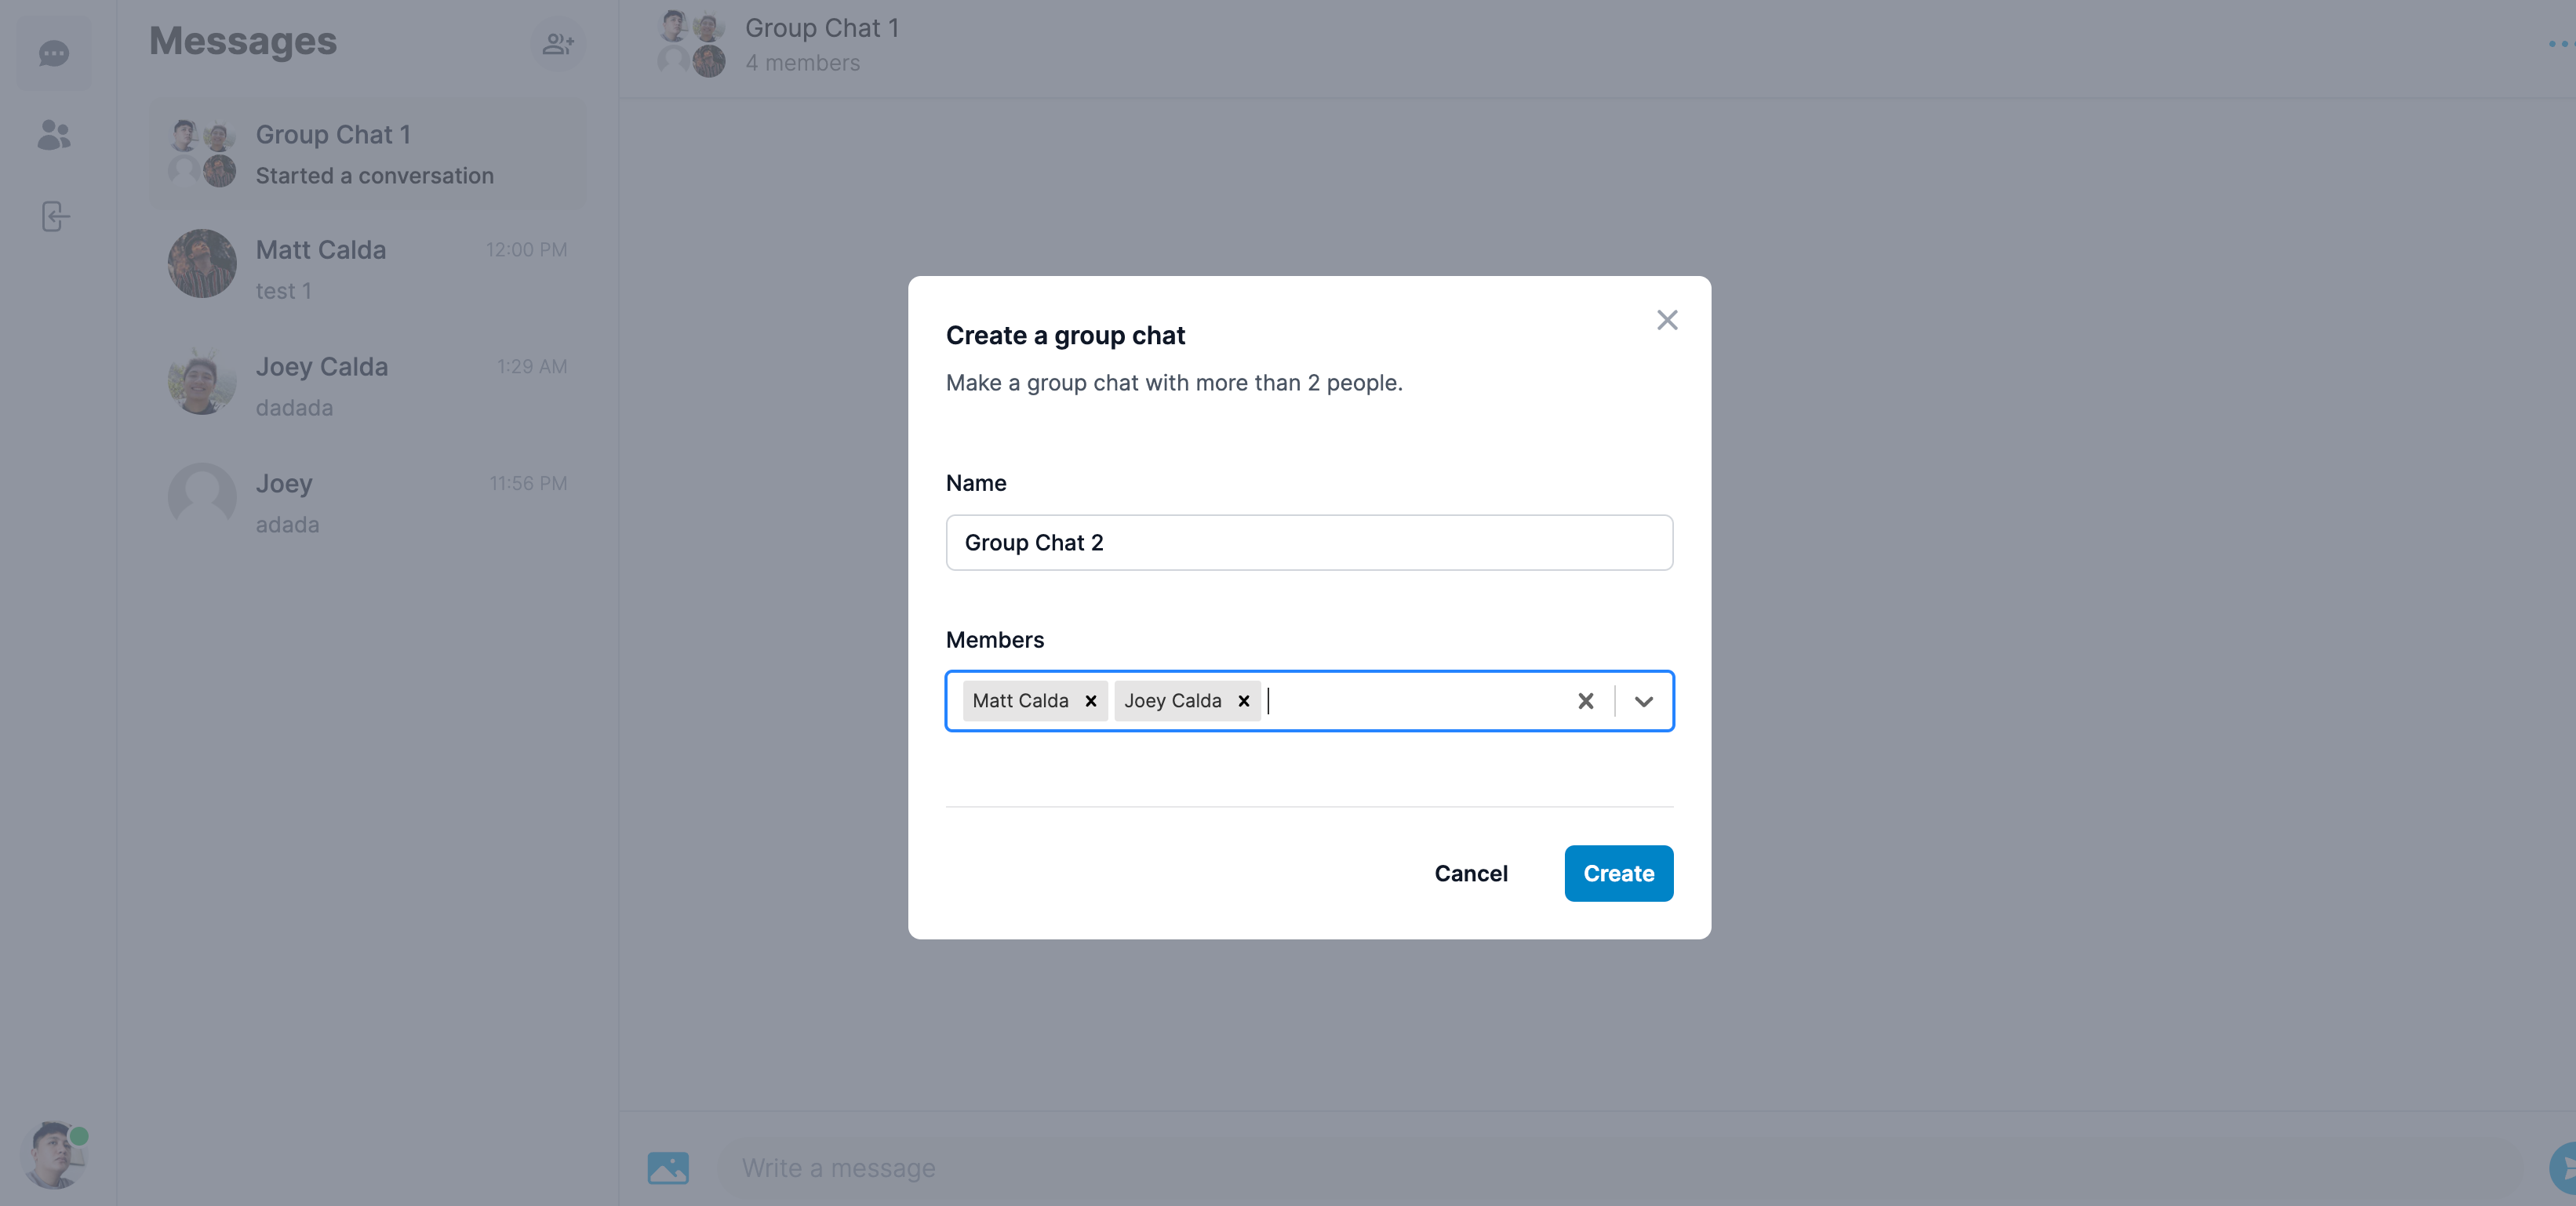 Messages
Group Chat 1
Started a conversation
Matt Calda 12:00 PM
test 1
Joey Calda 1:29 AM
dadada
Joey 11:56 PM
adada
Group Chat 1
4 members
Create a group chat
Make a group chat with more than 2 people.
Name
Group Chat 2
Members
Matt Calda Joey Calda
Cancel Create
Write a message